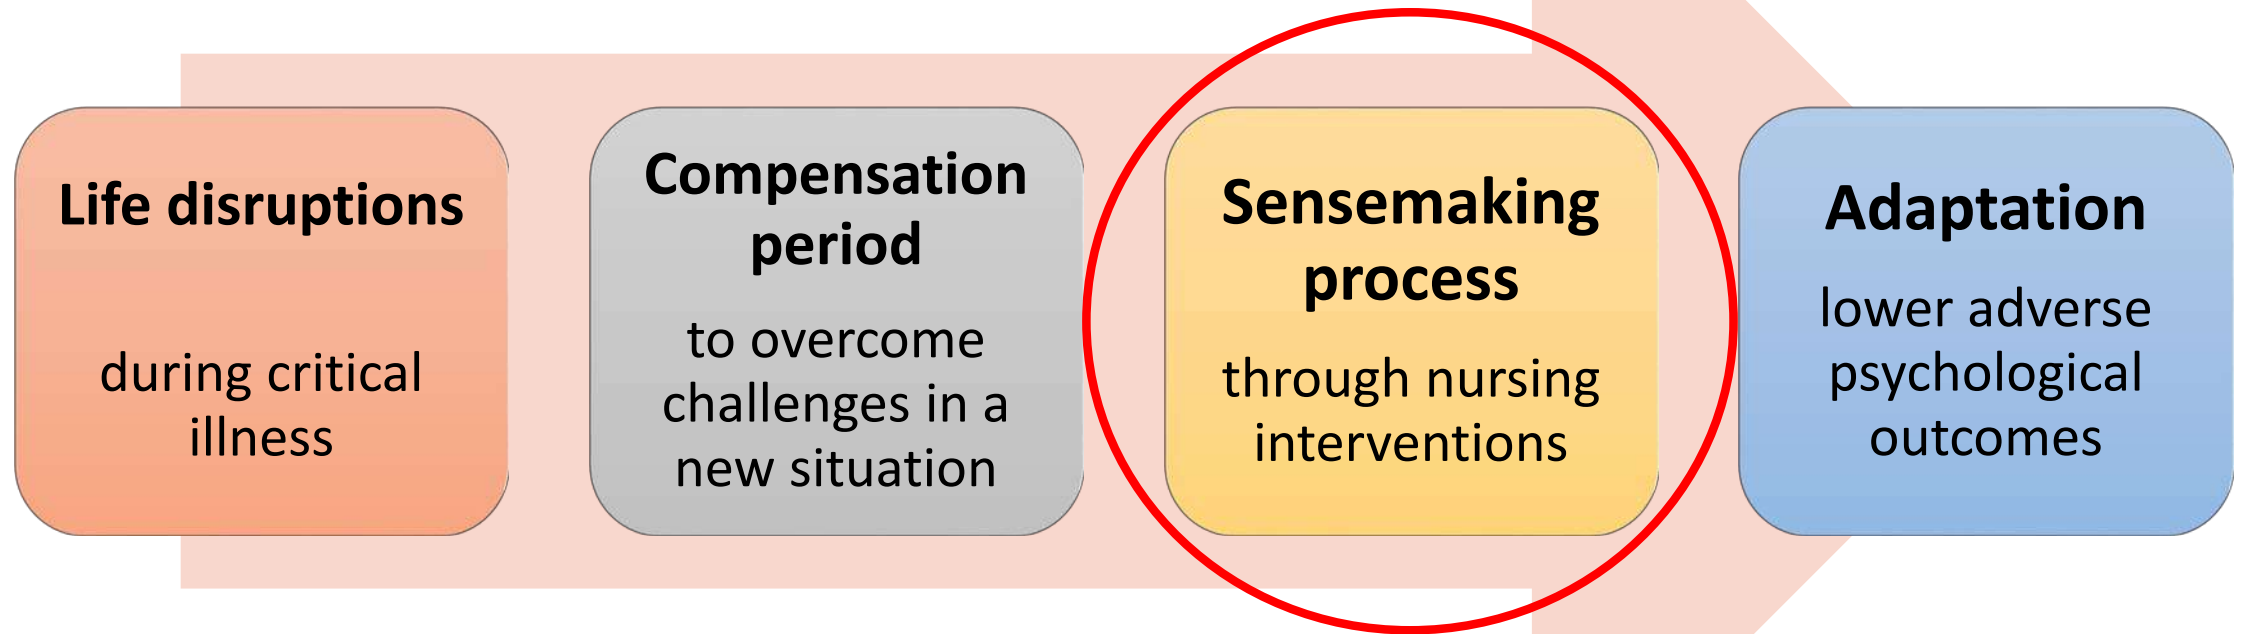 Life disruptions
during critical
illness
Compensation
period
to overcome
challenges in a
new situation
Sensemaking
process
through nursing
interventions
Adaptation
lower adverse
psychological
outcomes